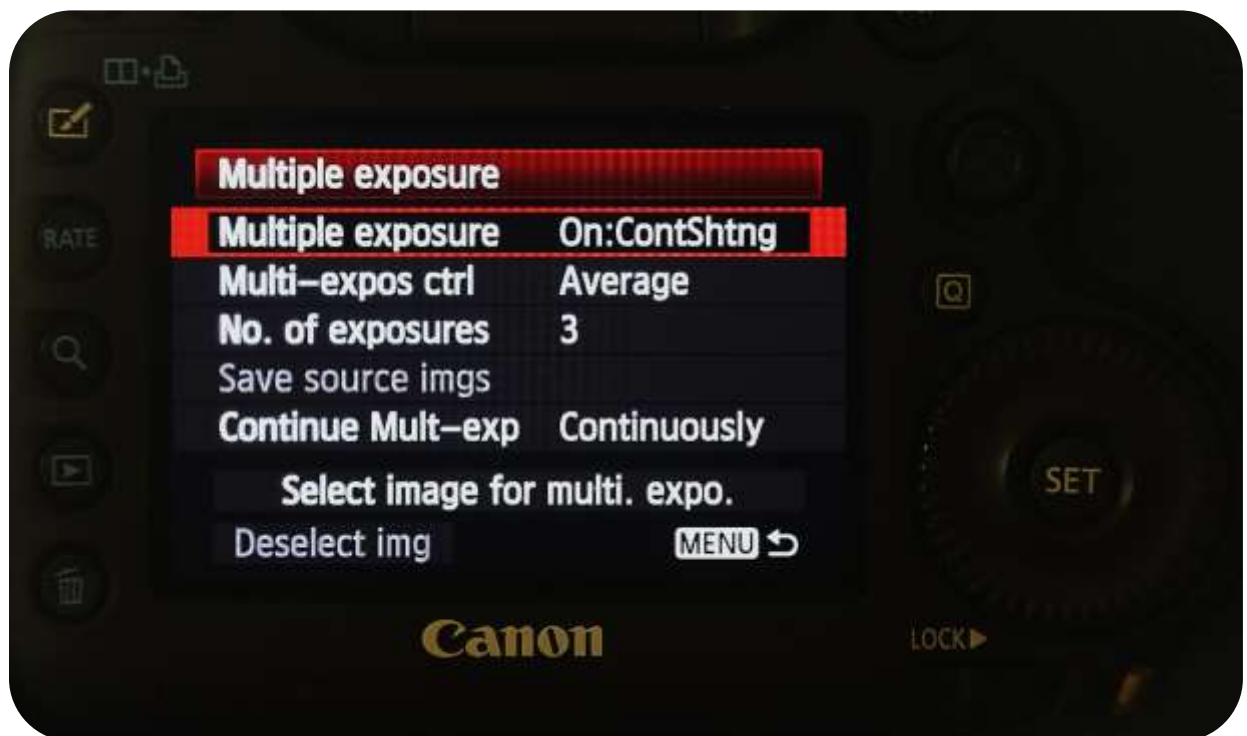 RATE
Multiple exposure
Multiple exposure On:ContShtng
Multi-expos ctrl Average
No. of exposures 3
Save source imgs
Continue Mult-exp Continuously
Select image for multi. expo.
Deselect img MENU
Q
SET
Canon
LOCK